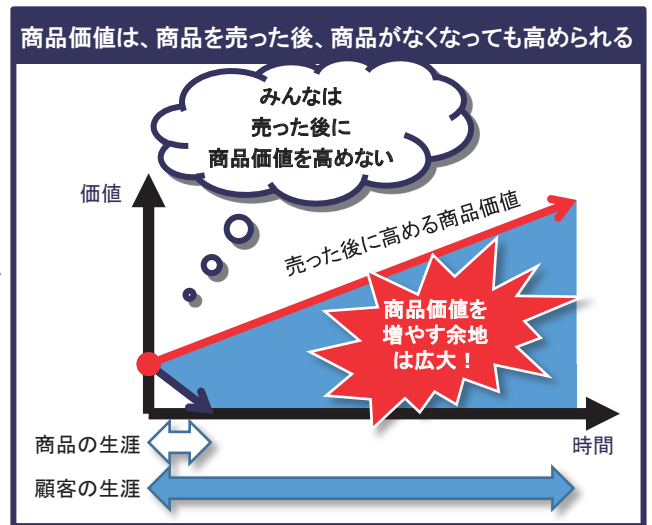 商品価値は、商品を売った後、商品がなくなっても高められる
みんなは
売った後に
商品価値を高めない
価値
売った後に高める商品価値
商品価値を
増やす余地
は広大！
商品の生涯
時間
顧客の生涯